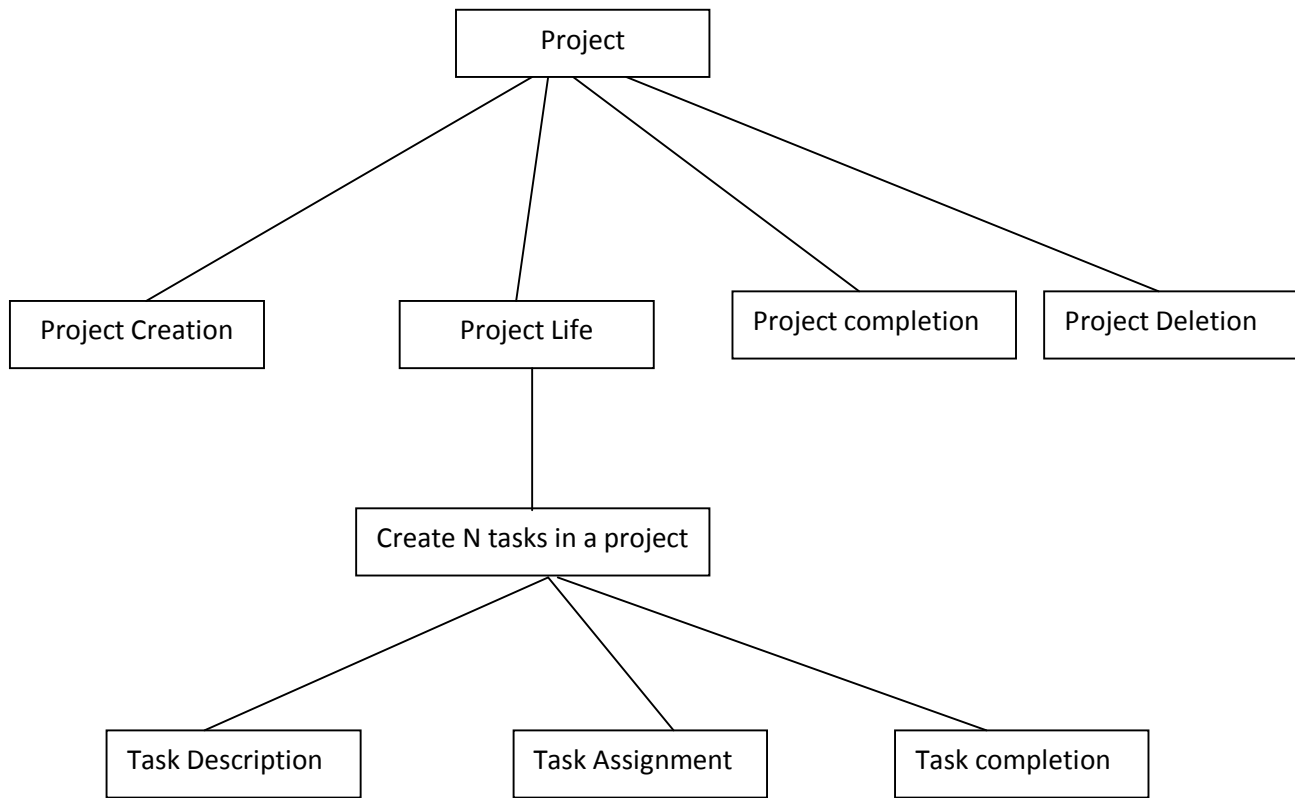 Project
Project Creation
Project Life
Project completion
Project Deletion
Create N tasks in a project
Task Description
Task Assignment
Task completion